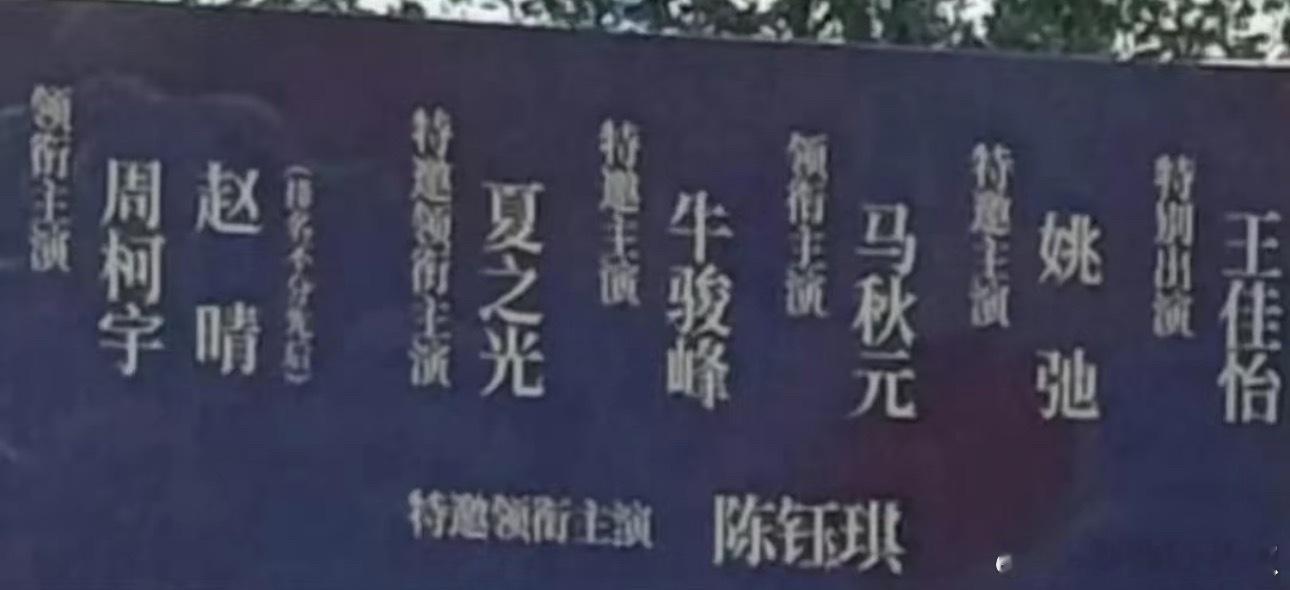 领衔主演
周柯宇
赵晴
（排名不分先后）
特邀领衔主演
夏之光
特邀主演
牛骏峰
领衔主演
马秋元
特邀主演
姚弛
特别出演
王佳怡
特邀领衔主演 陈钰琪